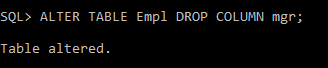 SQL> ALTER TABLE Empl DROP COLUMN mgr;
Table altered.